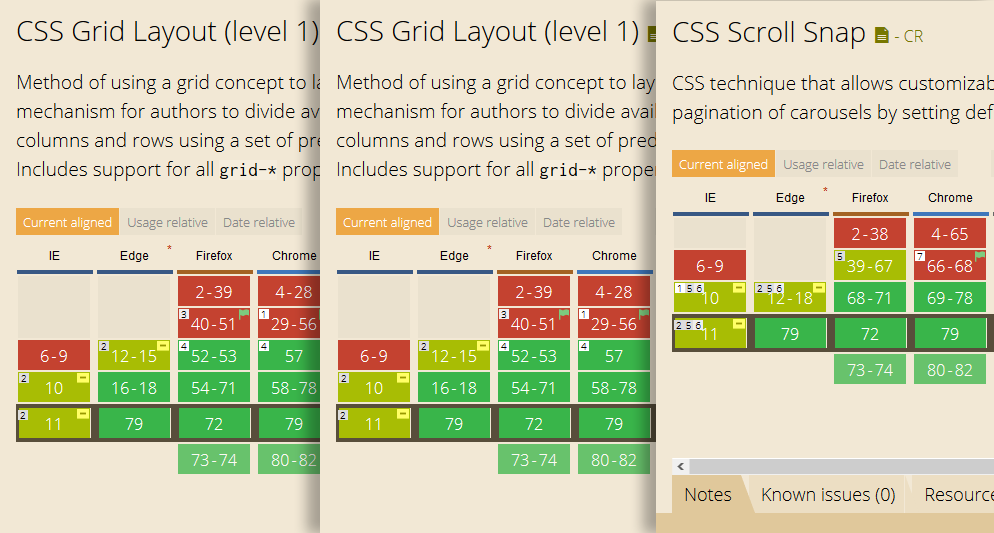 CSS Grid Layout (level 1)
Method of using a grid concept to la
mechanism for authors to divide av
columns and rows using a set of pre
Includes support for all grid-* prop
Current aligned Usage relative Date relative
IE Edge * Firefox Chrome
2-39 4-28
3 40-51 1 29-56
6-9 2 12-15 4 52-53 4 57
2 10 16-18 54-71 58-78
2 11 79 72 79
73-74 80-82
CSS Grid Layout (level 1)
Method of using a grid concept to lay
mechanism for authors to divide avai
columns and rows using a set of pred
Includes support for all grid-* proper
Current aligned Usage relative Date relative
IE Edge * Firefox Chrome
2-39 4-28
3 40-51 1 29-56
6-9 2 12-15 4 52-53 4 57
2 10 16-18 54-71 58-78
2 11 79 72 79
73-74 80-82
CSS Scroll Snap - CR
CSS technique that allows customizab
pagination of carousels by setting def
Current aligned Usage relative Date relative
IE Edge * Firefox Chrome
2-38 4-65
6-9 5 39-67 7 66-68
1 5 6 10 2 5 6 12-18 68-71 69-78
2 5 6 11 79 72 79
73-74 80-82
Notes Known issues (0) Resource